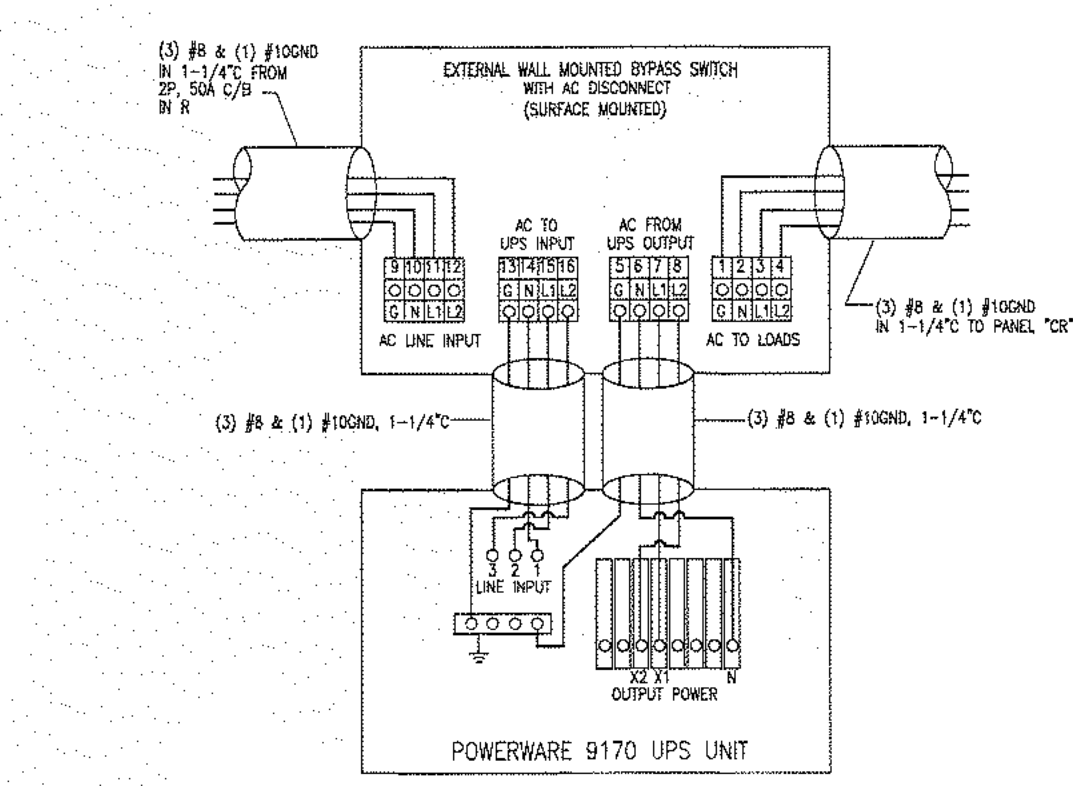 (3) #8 & (1) #10GND
IN 1-1/4"C FROM
2P, 50A C/B
IN R
EXTERNAL WALL MOUNTED BYPASS SWITCH
WITH AC DISCONNECT
(SURFACE MOUNTED)
AC TO
UPS INPUT
AC FROM
UPS OUTPUT
9 10 11 12
G N L1 L2
AC LINE INPUT
13 14 15 16
G N L1 L2
5 6 7 8
G N L1 L2
1 2 3 4
G N L1 L2
AC TO LOADS
(3) #8 & (1) #10GND
IN 1-1/4"C TO PANEL "CR"
(3) #8 & (1) #10GND, 1-1/4"C
(3) #8 & (1) #10GND, 1-1/4"C
3 2 1
LINE INPUT
X2 X1 N
OUTPUT POWER
POWERWARE 9170 UPS UNIT